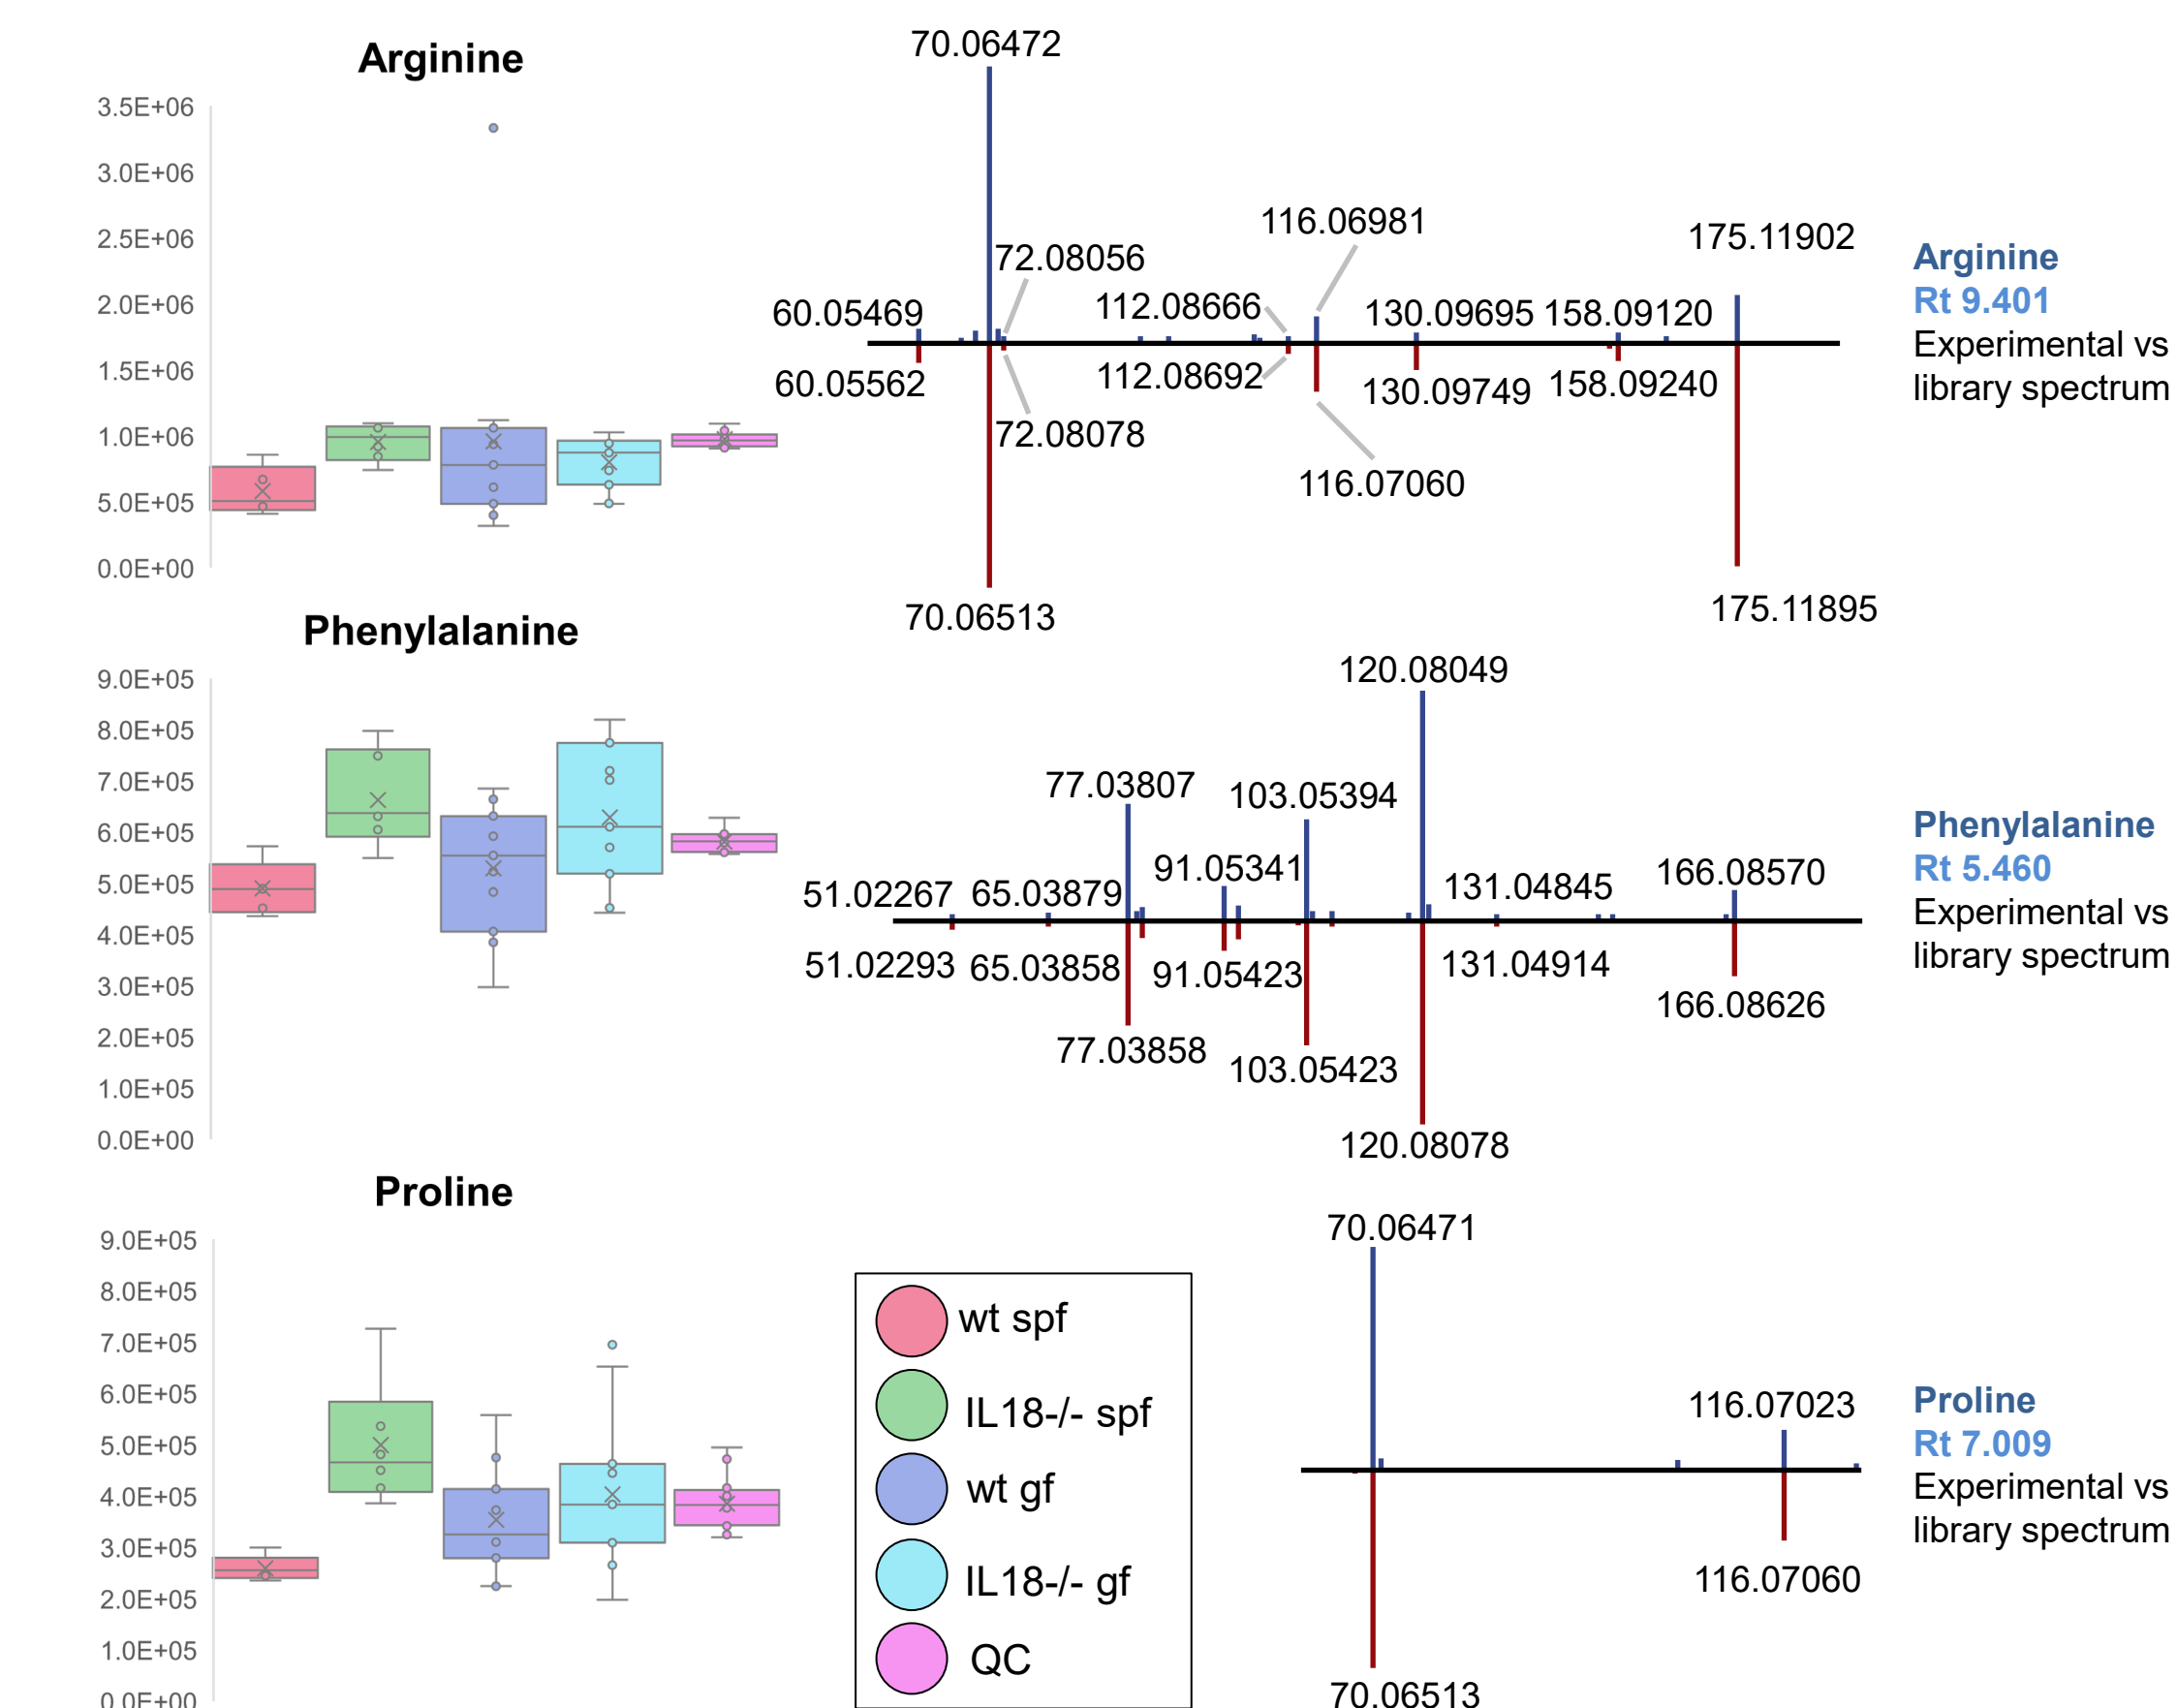 Arginine
3.5E+06
3.0E+06
2.5E+06
2.0E+06
1.5E+06
1.0E+06
5.0E+05
0.0E+00
70.06472
72.08056
116.06981
175.11902
60.05469
112.08666
130.09695
158.09120
60.05562
112.08692
130.09749
158.09240
72.08078
116.07060
70.06513
175.11895
Arginine
Rt 9.401
Experimental vs
library spectrum
Phenylalanine
9.0E+05
8.0E+05
7.0E+05
6.0E+05
5.0E+05
4.0E+05
3.0E+05
2.0E+05
1.0E+05
0.0E+00
120.08049
77.03807
103.05394
91.05341
51.02267
65.03879
131.04845
166.08570
51.02293
65.03858
91.05423
131.04914
166.08626
77.03858
103.05423
120.08078
Phenylalanine
Rt 5.460
Experimental vs
library spectrum
Proline
9.0E+05
8.0E+05
7.0E+05
6.0E+05
5.0E+05
4.0E+05
3.0E+05
2.0E+05
1.0E+05
0.0E+00
wt spf
IL18-/- spf
wt gf
IL18-/- gf
QC
70.06471
116.07023
116.07060
70.06513
Proline
Rt 7.009
Experimental vs
library spectrum